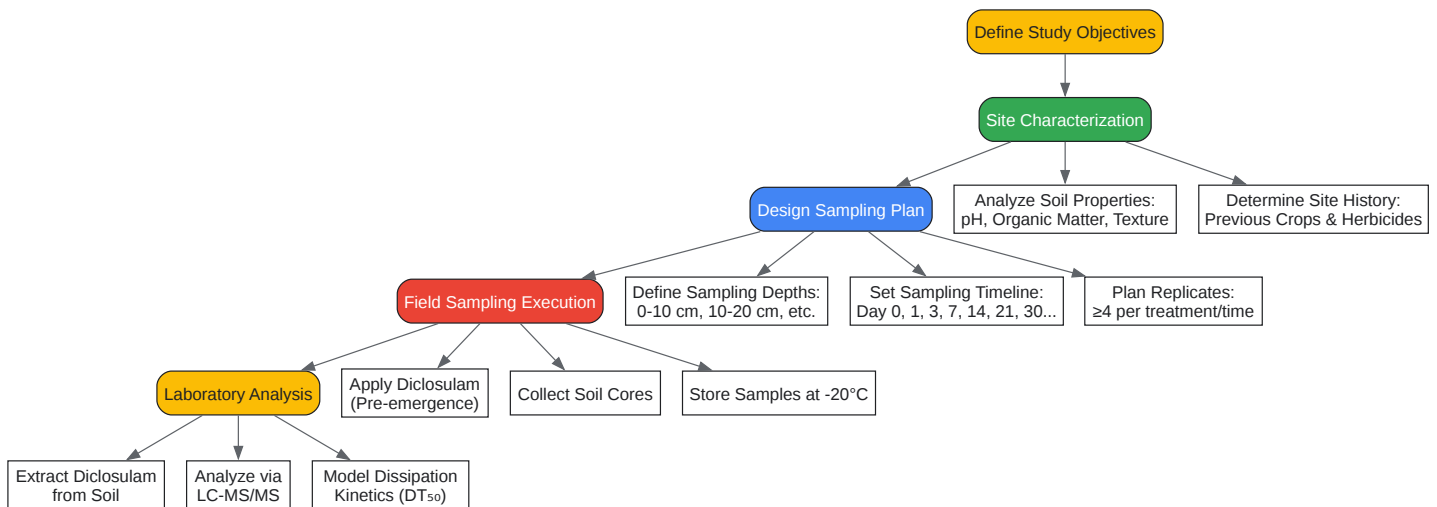 Define Study Objectives
Site Characterization
Design Sampling Plan
Analyze Soil Properties:
pH, Organic Matter, Texture
Determine Site History:
Previous Crops & Herbicides
Field Sampling Execution
Define Sampling Depths:
0-10 cm, 10-20 cm, etc.
Set Sampling Timeline:
Day 0, 1, 3, 7, 14, 21, 30...
Plan Replicates:
≥4 per treatment/time
Laboratory Analysis
Apply Diclosulam
(Pre-emergence)
Collect Soil Cores
Store Samples at -20°C
Extract Diclosulam
from Soil
Analyze via
LC-MS/MS
Model Dissipation
Kinetics (DT₅₀)